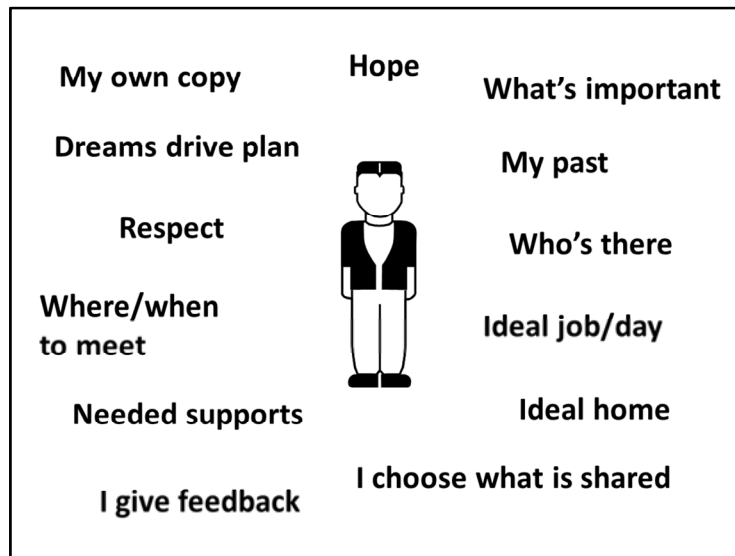 Hope
My own copy
What's important
Dreams drive plan
My past
Respect
Who's there
Where/when
to meet
Ideal job/day
Needed supports
Ideal home
I choose what is shared
I give feedback